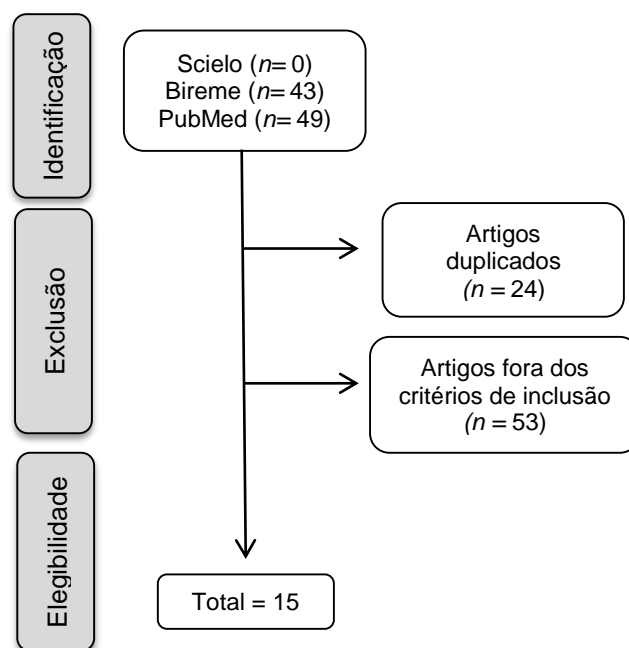 Identificação
Scielo (n= 0)
Bireme (n= 43)
PubMed (n= 49)
Exclusão
Artigos
duplicados
(n = 24)
Artigos fora dos
critérios de inclusão
(n = 53)
Elegibilidade
Total = 15